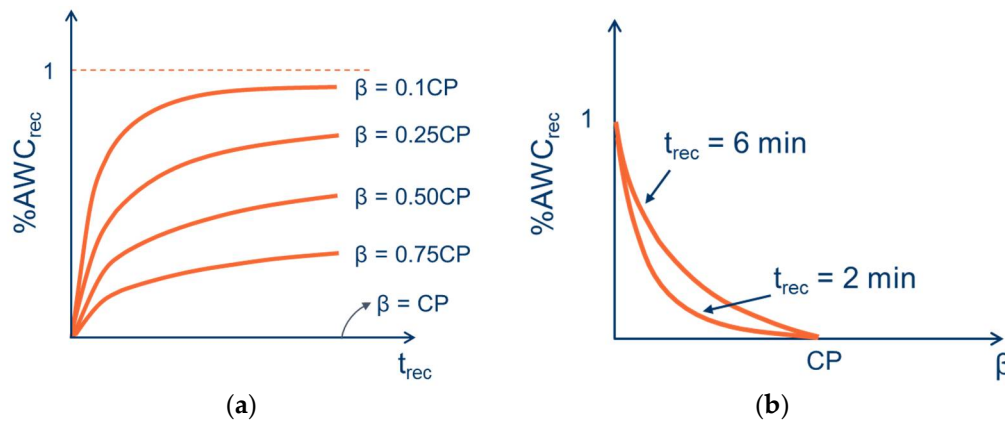 %AWCrec
1
β = 0.1CP
β = 0.25CP
β = 0.50CP
β = 0.75CP
β = CP
trec
(a)
%AWCrec
1
trec = 6 min
trec = 2 min
CP
β
(b)